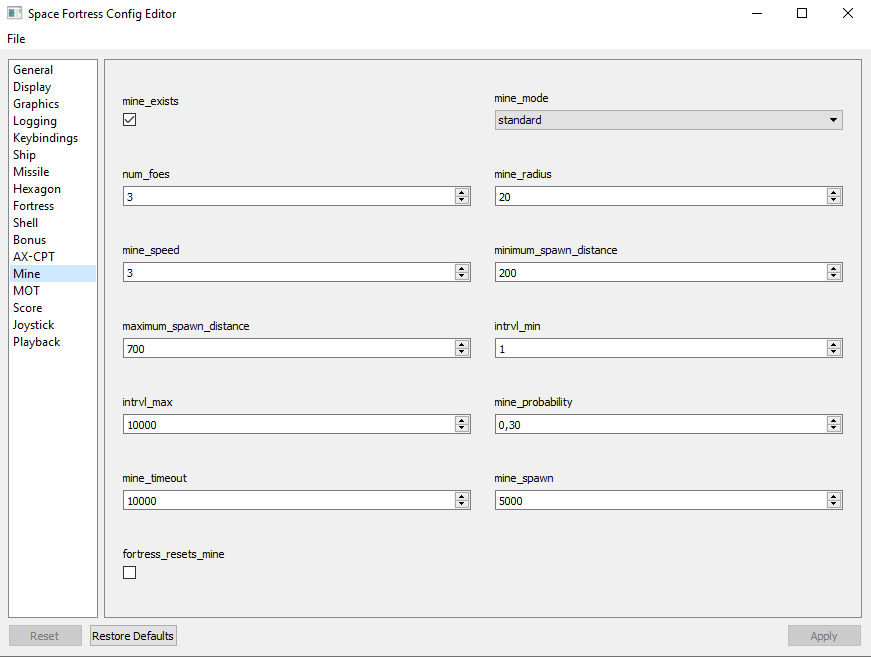 Space Fortress Config Editor
File
General
Display
Graphics
Logging
Keybindings
Ship
Missile
Hexagon
Fortress
Shell
Bonus
AX-CPT
Mine
MOT
Score
Joystick
Playback
mine_exists
mine_mode
standard
num_foes
3
mine_radius
20
mine_speed
3
minimum_spawn_distance
200
maximum_spawn_distance
700
intrvl_min
1
intrvl_max
10000
mine_probability
0,30
mine_timeout
10000
mine_spawn
5000
fortress_resets_mine
Reset
Restore Defaults
Apply